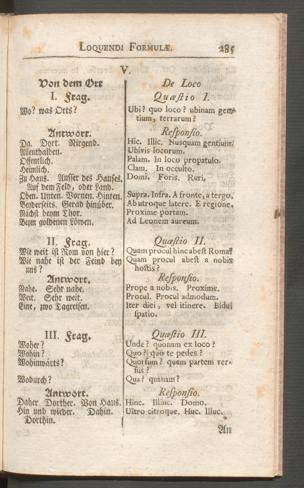 LOQUENDI FORMULÆ. 285
V.
Von dem Ort
I. Frag.
Wo? was Orts?
Antwort.
Da. Dort. Nirgend.
Allenthalben.
Oeffentlich.
Heimlich.
Zu Haus. Ausser des Hauses.
Auf dem Feld, oder Land.
Oben. Unten. Vornen. Hinten.
Beyderseits. Gerad hinüber.
Nächst beym Thor.
Beym goldenen Löwen.
II. Frag.
Wie weit ist Rom von hier?
Wie nahe ist der Feind bey
uns?
Antwort.
Nahe. Sehr nahe.
Weit. Sehr weit.
Eine, zwo Tagreisen.
III. Frag.
Woher?
Wohin?
Wohinwärts?
Wodurch?
Antwort.
Daher. Dorther. Von Haus.
Hin und wieder. Dahin.
Dorthin.
De Loco
Quæstio I.
Ubi? quo loco? ubinam gen-
tium, terrarum?
Responsio.
Hic. Illic. Nusquam gentium.
Ubivis locorum.
Palam. In loco propatulo.
Clam. In occulto.
Domi. Foris. Ruri.
Supra. Infra. A fronte, a tergo.
Ab utroque latere. E regione.
Proxime portam.
Ad Leonem aureum.
Quæstio II.
Quam procul hinc abest Roma?
Quam procul abest a nobis
hostis?
Responsio.
Prope a nobis. Proxime.
Procul. Procul admodum.
Iter diei, vel itinere. Bidui
spatio.
Quæstio III.
Unde? quonam ex loco?
Quo? quo te pedes?
Quorsum? quam partem ver-
sus?
Qua? quanam?
Responsio.
Hinc. Illinc. Domo.
Ultro citroque. Huc. Illuc.
An